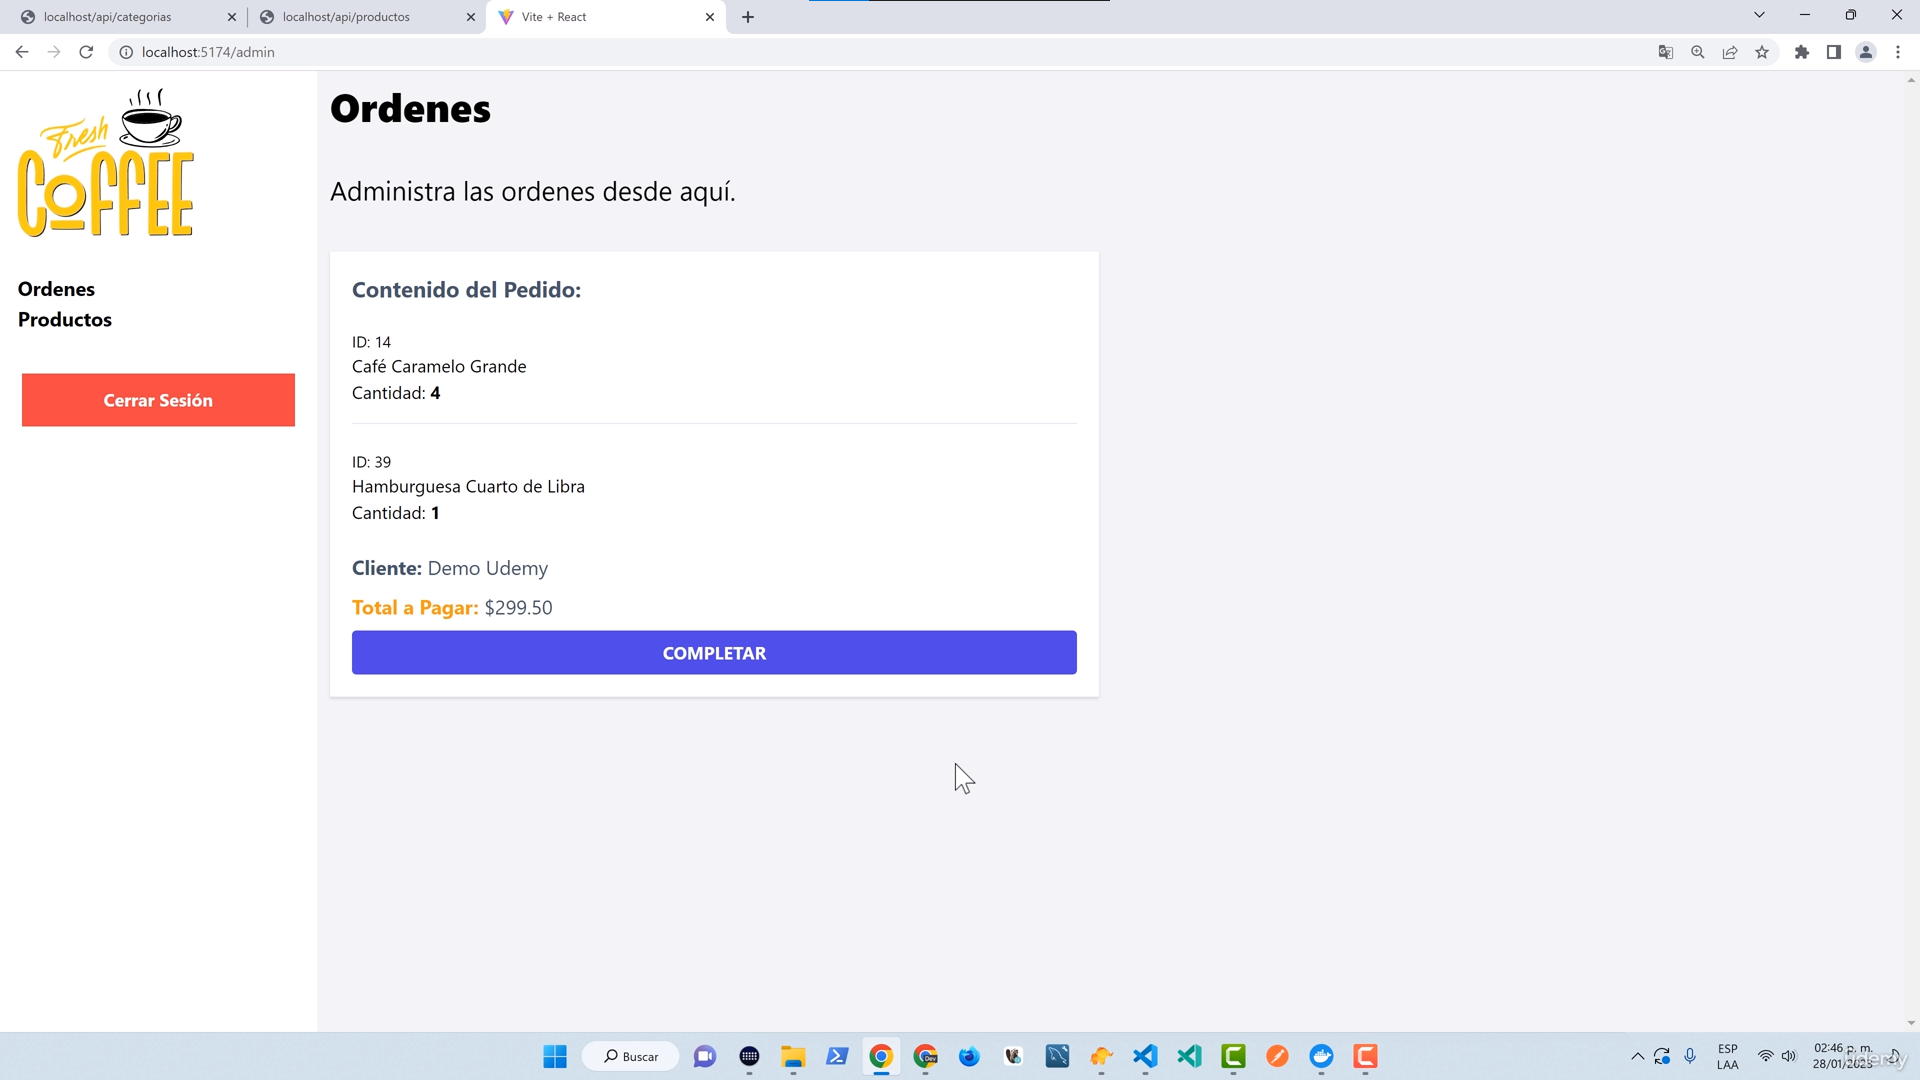 localhost/api/categorias
localhost/api/productos
Vite + React
localhost:5174/admin
Fresh
COFFEE
Ordenes
Productos
Cerrar Sesión
Ordenes
Administra las ordenes desde aquí.
Contenido del Pedido:
ID: 14
Café Caramelo Grande
Cantidad: 4
ID: 39
Hamburguesa Cuarto de Libra
Cantidad: 1
Cliente: Demo Udemy
Total a Pagar: $299.50
COMPLETAR
Buscar
Dev
ESP
LAA
02:46 p. m.
28/01/2023
udemy